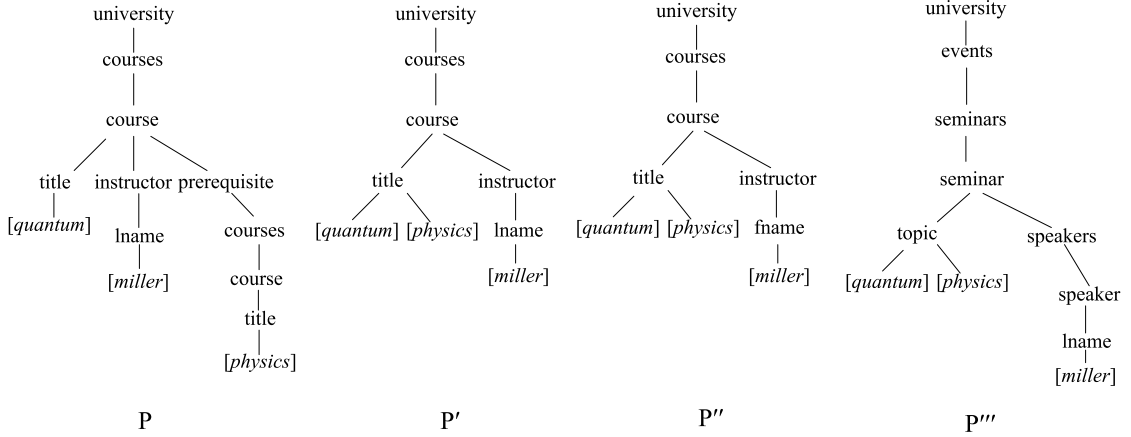 university university university university
courses courses courses events
course course course seminars
title instructor prerequisite title instructor title instructor seminar
[quantum] lname courses [quantum] [physics] lname [quantum] [physics] fname topic speakers
[miller] course [miller] [miller] [quantum] [physics] speaker
title lname
[physics] [miller]
P P′ P″ P‴